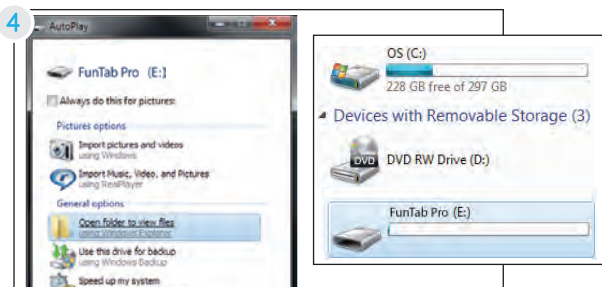 4
AutoPlay
FunTab Pro (E:)
Always do this for pictures:
Pictures options
Import pictures and videos
using Windows
Import Music, Video, and Pictures
using RealPlayer
General options
Open folder to view files
using Windows Explorer
Use this drive for backup
using Windows Backup
Speed up my system
OS (C:)
228 GB free of 297 GB
Devices with Removable Storage (3)
DVD
DVD RW Drive (D:)
FunTab Pro (E:)